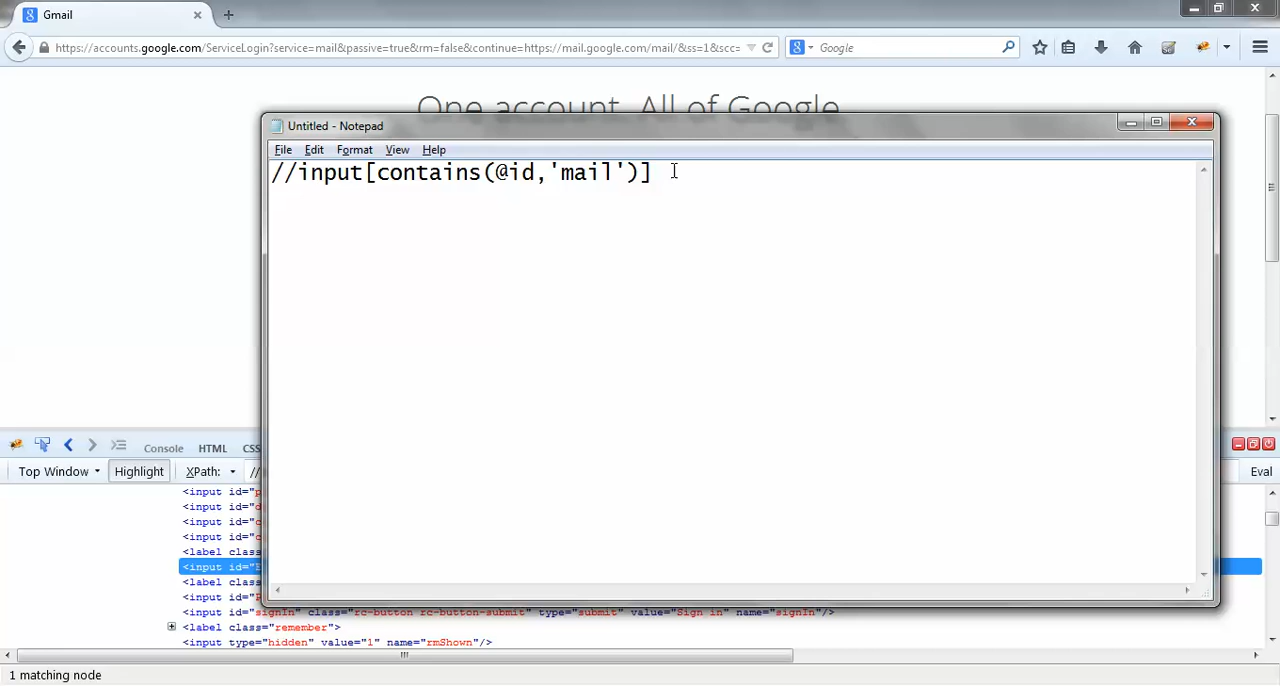 Gmail
https://accounts.google.com/ServiceLogin?service=mail&passive=true&rm=false&continue=https://mail.google.com/mail/&ss=1&scc=
Google
One account. All of Google
Untitled - Notepad
File Edit Format View Help
//input[contains(@id,'mail')]
Console HTML CSS
Top Window Highlight XPath: // Eval
<input id="p
<input id="d
<input id="c
<input id="c
<label class
<input id="E
<label class
<input id="P
<input id="signIn" class="rc-button rc-button-submit" type="submit" value="Sign in" name="signIn"/>
<label class="remember">
<input type="hidden" value="1" name="rmShown"/>
1 matching node